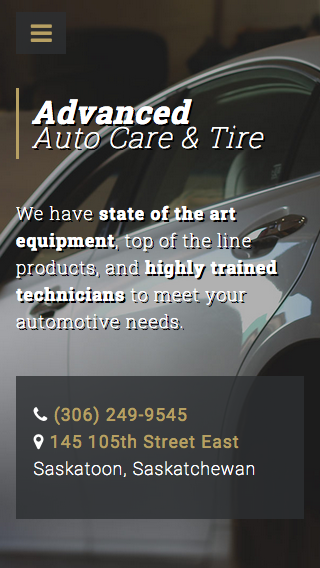 Advanced
Auto Care & Tire
We have state of the art
equipment, top of the line
products, and highly trained
technicians to meet your
automotive needs.
(306) 249-9545
145 105th Street East
Saskatoon, Saskatchewan